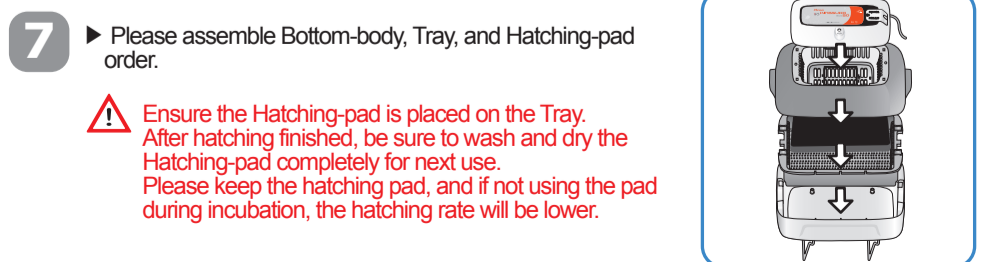 7
▶ Please assemble Bottom-body, Tray, and Hatching-pad
order.
Ensure the Hatching-pad is placed on the Tray.
After hatching finished, be sure to wash and dry the
Hatching-pad completely for next use.
Please keep the hatching pad, and if not using the pad
during incubation, the hatching rate will be lower.